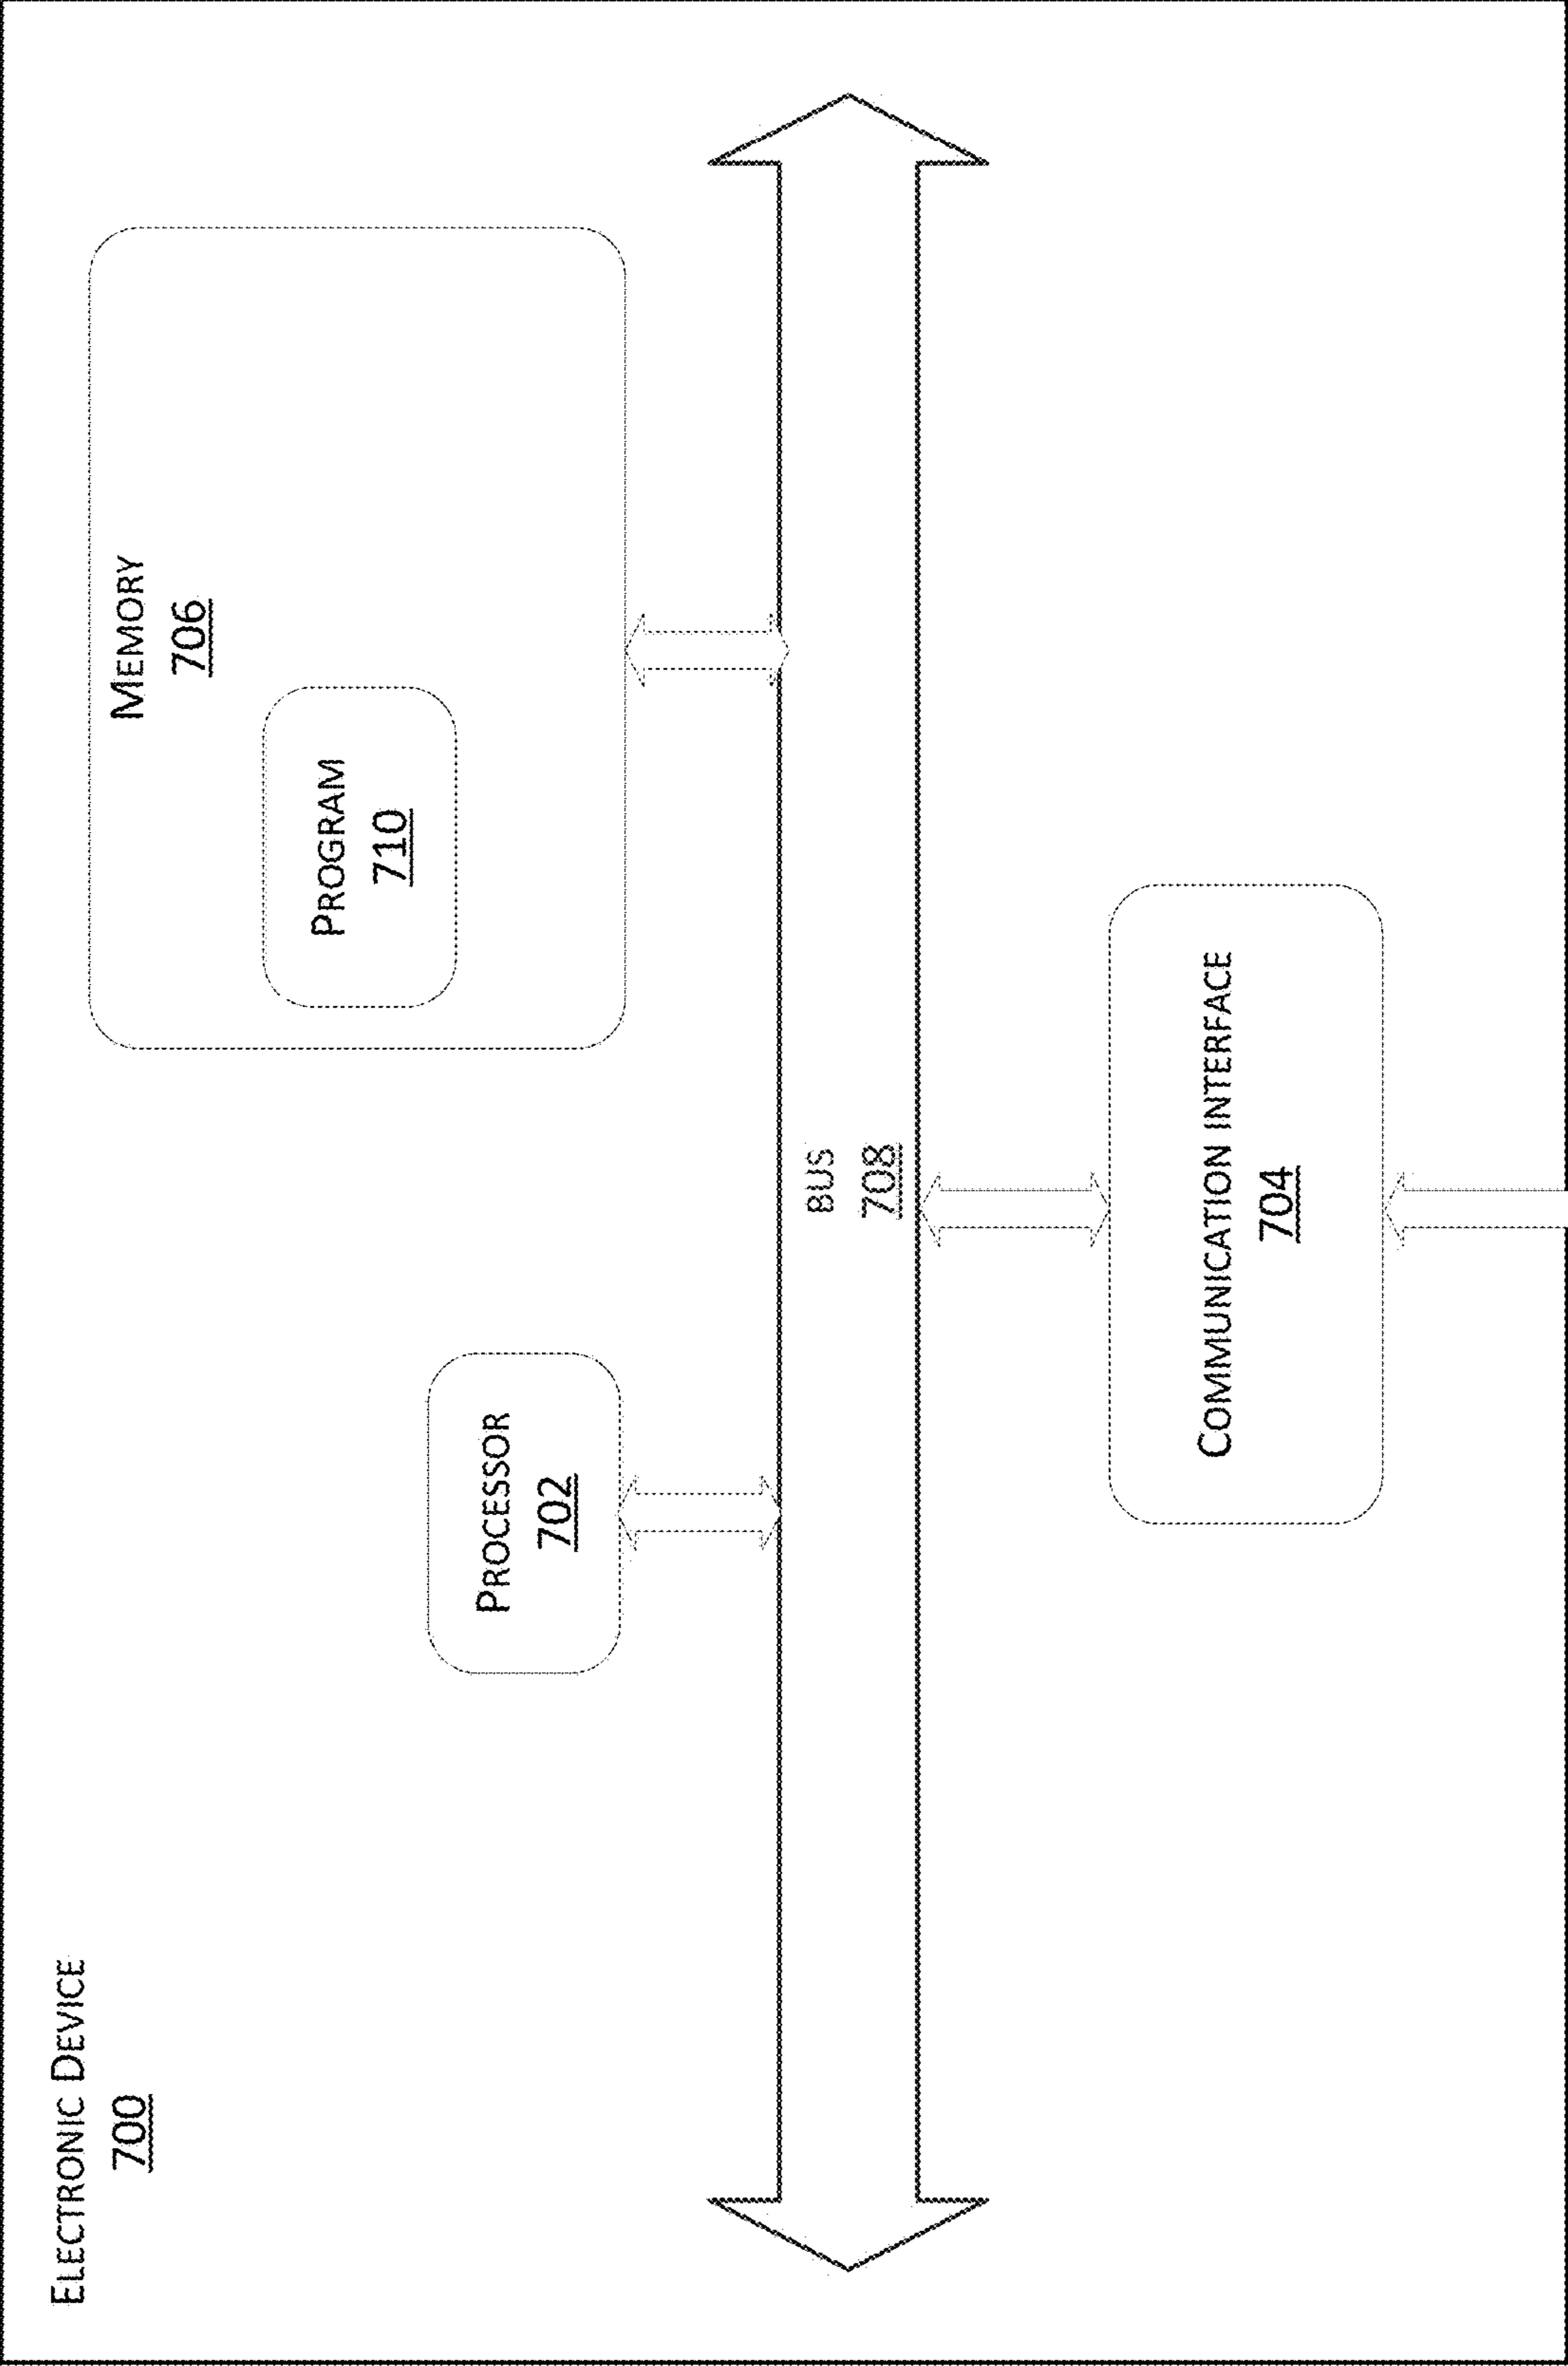 ELECTRONIC DEVICE
700
MEMORY
706
PROGRAM
710
PROCESSOR
702
BUS
708
COMMUNICATION INTERFACE
704